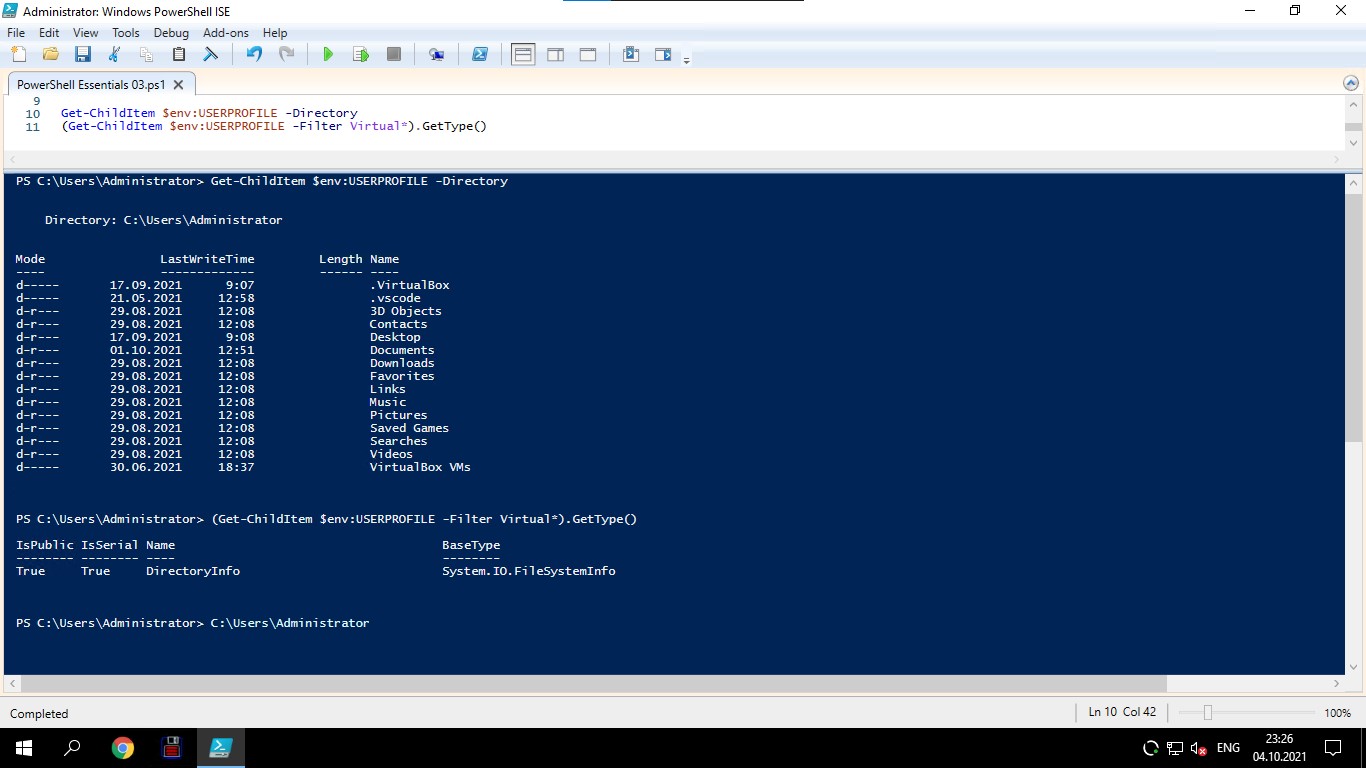 Administrator: Windows PowerShell ISE
File Edit View Tools Debug Add-ons Help
PowerShell Essentials 03.ps1
9
10 Get-ChildItem $env:USERPROFILE -Directory
11 (Get-ChildItem $env:USERPROFILE -Filter Virtual*).GetType()
PS C:\Users\Administrator> Get-ChildItem $env:USERPROFILE -Directory
Directory: C:\Users\Administrator
Mode LastWriteTime Length Name
---- ------------- ------ ----
d----- 17.09.2021 9:07 .VirtualBox
d----- 21.05.2021 12:58 .vscode
d-r--- 29.08.2021 12:08 3D Objects
d-r--- 29.08.2021 12:08 Contacts
d-r--- 17.09.2021 9:08 Desktop
d-r--- 01.10.2021 12:51 Documents
d-r--- 29.08.2021 12:08 Downloads
d-r--- 29.08.2021 12:08 Favorites
d-r--- 29.08.2021 12:08 Links
d-r--- 29.08.2021 12:08 Music
d-r--- 29.08.2021 12:08 Pictures
d-r--- 29.08.2021 12:08 Saved Games
d-r--- 29.08.2021 12:08 Searches
d-r--- 29.08.2021 12:08 Videos
d----- 30.06.2021 18:37 VirtualBox VMs
PS C:\Users\Administrator> (Get-ChildItem $env:USERPROFILE -Filter Virtual*).GetType()
IsPublic IsSerial Name BaseType
-------- -------- ---- --------
True True DirectoryInfo System.IO.FileSystemInfo
PS C:\Users\Administrator> C:\Users\Administrator
Completed Ln 10 Col 42 100%
ENG 23:26
04.10.2021